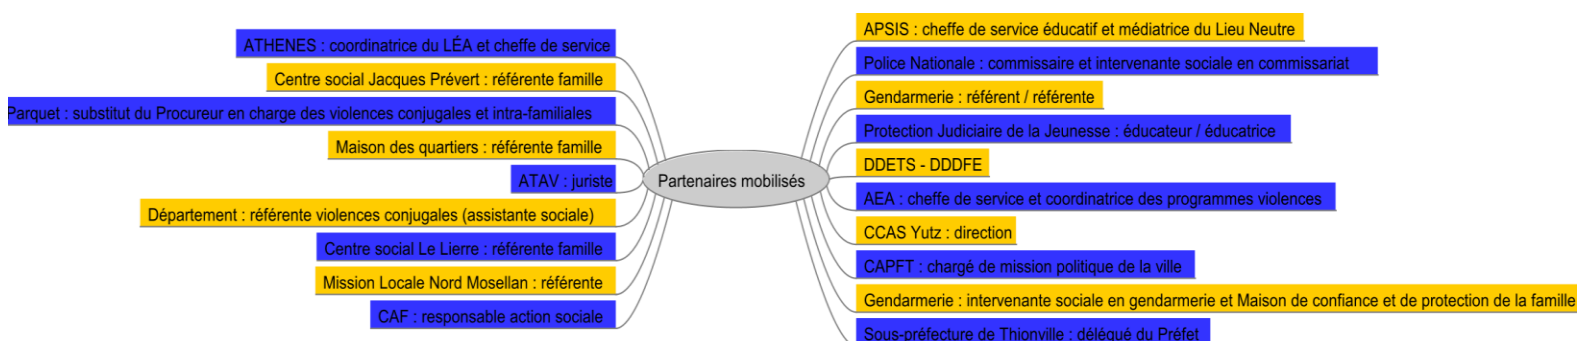 ATHENES : coordinatrice du LÉA et cheffe de service
Centre social Jacques Prévert : référente famille
Parquet : substitut du Procureur en charge des violences conjugales et intra-familiales
Maison des quartiers : référente famille
ATAV : juriste
Département : référente violences conjugales (assistante sociale)
Centre social Le Lierre : référente famille
Mission Locale Nord Mosellan : référente
CAF : responsable action sociale
Partenaires mobilisés
APSIS : cheffe de service éducatif et médiatrice du Lieu Neutre
Police Nationale : commissaire et intervenante sociale en commissariat
Gendarmerie : référent / référente
Protection Judiciaire de la Jeunesse : éducateur / éducatrice
DDETS - DDDFE
AEA : cheffe de service et coordinatrice des programmes violences
CCAS Yutz : direction
CAPFT : chargé de mission politique de la ville
Gendarmerie : intervenante sociale en gendarmerie et Maison de confiance et de protection de la famille
Sous-préfecture de Thionville : délégué du Préfet